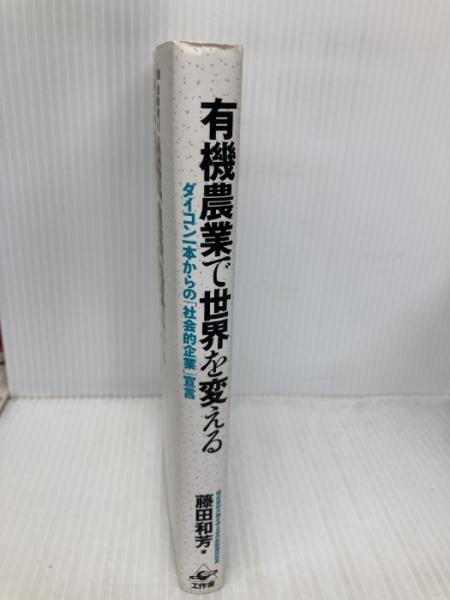 有機農業で世界を変える
ダイコン一本からの「社会的企業」宣言
藤田和芳 著
工作舎